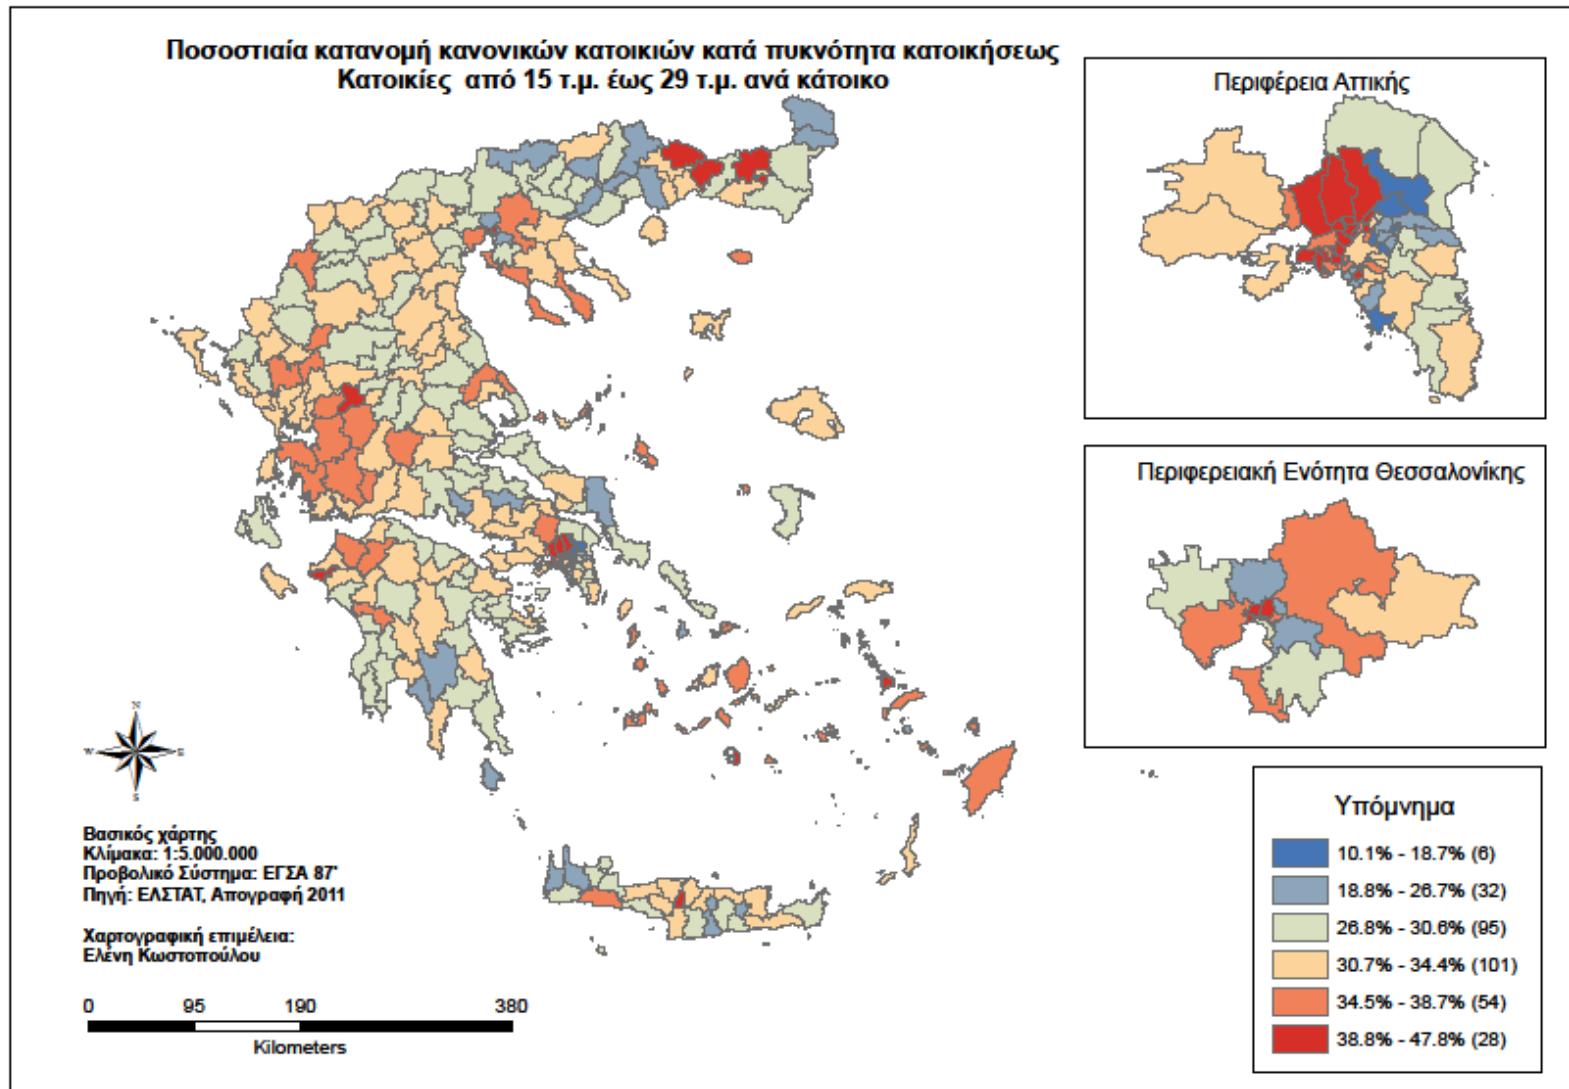 Ποσοστιαία κατανομή κανονικών κατοικιών κατά πυκνότητα κατοικήσεως
Κατοικίες από 15 τ.μ. έως 29 τ.μ. ανά κάτοικο
Περιφέρεια Αττικής
Περιφερειακή Ενότητα Θεσσαλονίκης
N
W
E
S
Βασικός χάρτης
Κλίμακα: 1:5.000.000
Προβολικό Σύστημα: ΕΓΣΑ 87'
Πηγή: ΕΛΣΤΑΤ, Απογραφή 2011
Χαρτογραφική επιμέλεια:
Ελένη Κωστοπούλου
0 95 190 380
Kilometers
Υπόμνημα
10.1% - 18.7% (6)
18.8% - 26.7% (32)
26.8% - 30.6% (95)
30.7% - 34.4% (101)
34.5% - 38.7% (54)
38.8% - 47.8% (28)